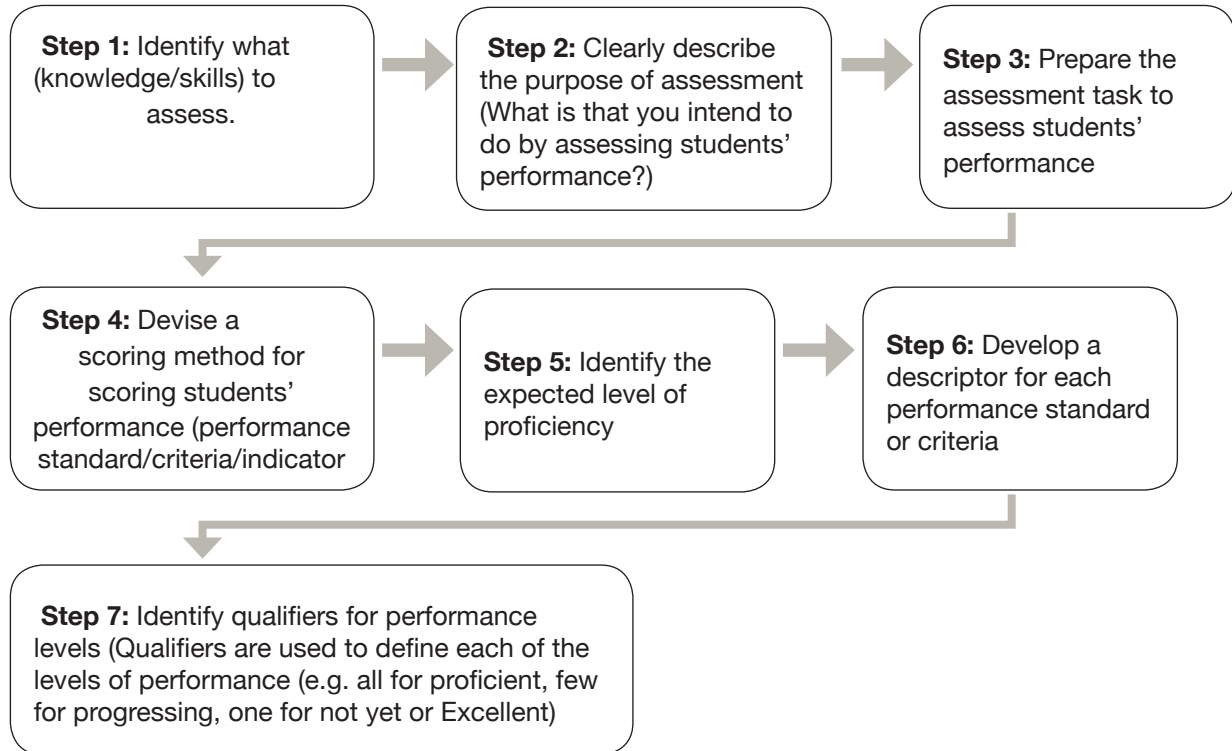 Step 1: Identify what
(knowledge/skills) to
assess.
Step 2: Clearly describe
the purpose of assessment
(What is that you intend to
do by assessing students’
performance?)
Step 3: Prepare the
assessment task to
assess students’
performance
Step 4: Devise a
scoring method for
scoring students’
performance (performance
standard/criteria/indicator
Step 5: Identify the
expected level of
proficiency
Step 6: Develop a
descriptor for each
performance standard
or criteria
Step 7: Identify qualifiers for performance
levels (Qualifiers are used to define each of the
levels of performance (e.g. all for proficient, few
for progressing, one for not yet or Excellent)